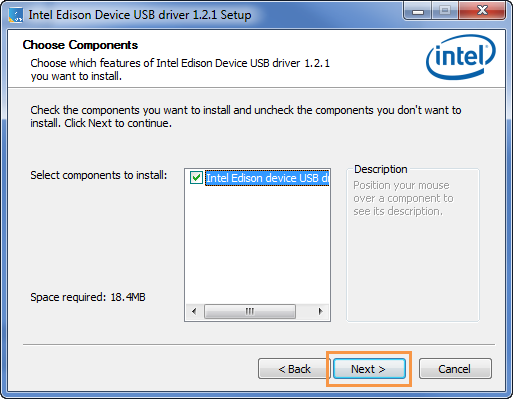 Intel Edison Device USB driver 1.2.1 Setup
Choose Components
Choose which features of Intel Edison Device USB driver 1.2.1
you want to install.
intel
Check the components you want to install and uncheck the components you don't want to
install. Click Next to continue.
Select components to install:
Intel Edison device USB dr
Description
Position your mouse
over a component to
see its description.
Space required: 18.4MB
< Back
Next >
Cancel